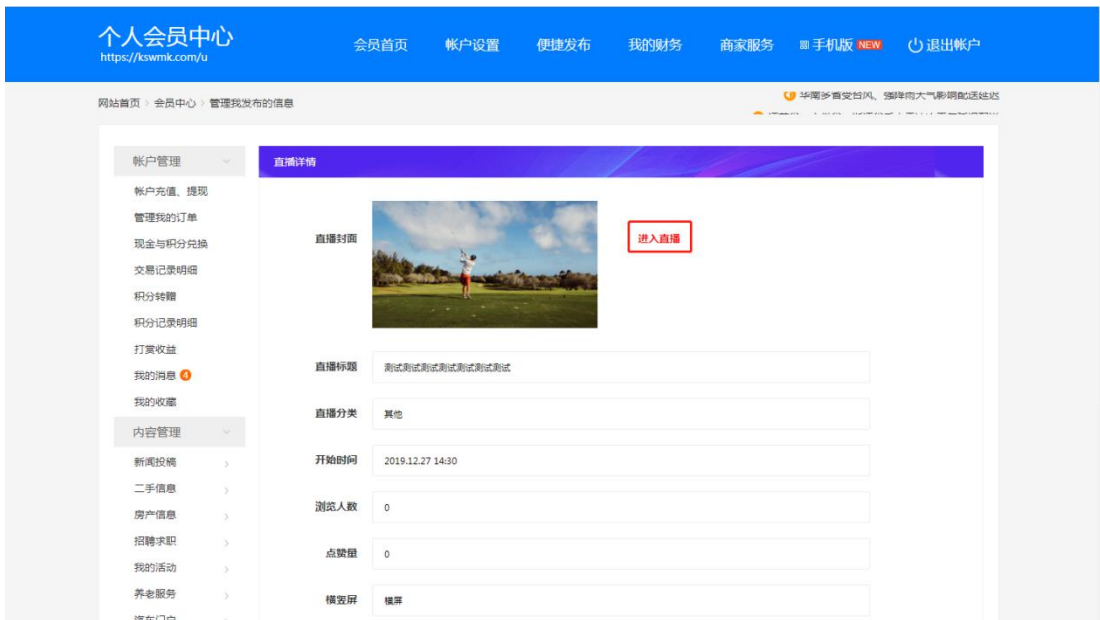 个人会员中心
https://kswmk.com/u
会员首页 帐户设置 便捷发布 我的财务 商家服务 手机版 NEW 退出帐户
网站首页 > 会员中心 > 管理我发布的信息
华南多省受台风、强降雨天气影响配送延迟
帐户管理
帐户充值、提现
管理我的订单
现金与积分兑换
交易记录明细
积分转赠
积分记录明细
打赏收益
我的消息 4
我的收藏
内容管理
新闻投稿
二手信息
房产信息
招聘求职
我的活动
养老服务
汽车门户
直播详情
直播封面
进入直播
直播标题 测试测试测试测试测试测试测试
直播分类 其他
开始时间 2019.12.27 14:30
浏览人数 0
点赞量 0
横竖屏 横屏